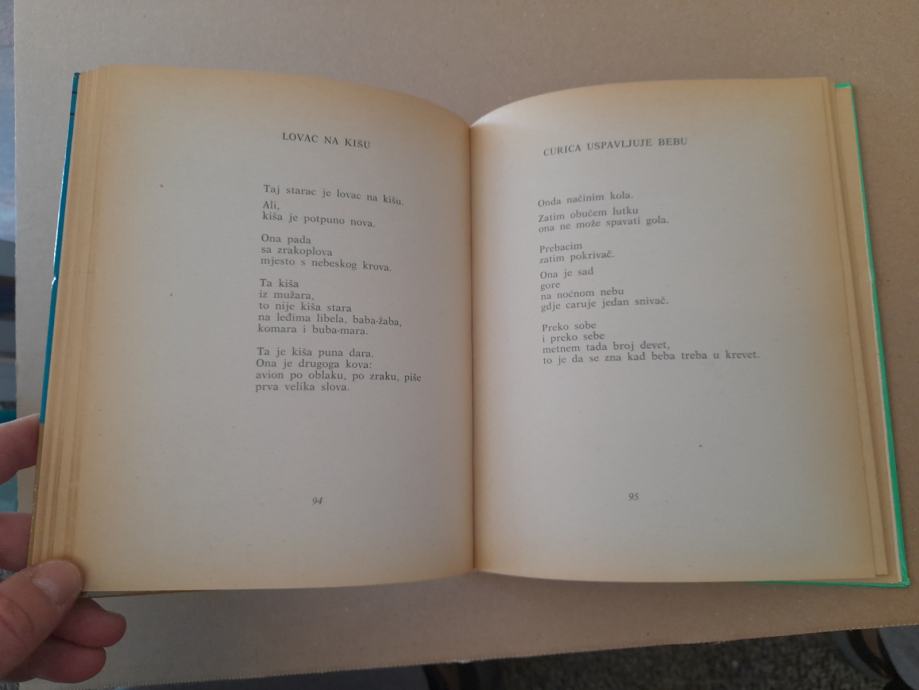 LOVAC NA KIŠU
Taj starac je lovac na kišu.
Ali,
kiša je potpuno nova.
Ona pada
sa zrakoplova
mjesto s nebeskog krova.
Ta kiša
iz mužara,
to nije kiša stara
na leđima libela, baba-žaba,
komara i buba-mara.
Ta je kiša puna dara.
Ona je drugoga kova:
avion po oblaku, po zraku, piše
prva velika slova.
94
CURICA USPAVLJUJE BEBU
Onda načinim kola.
Zatim obučem lutku
ona ne može spavati gola.
Prebacim
zatim pokrivač.
Ona je sad
gore
na noćnom nebu
gdje caruje jedan snivač.
Preko sobe
i preko sebe
metnem tada broj devet,
to je da se zna kad beba treba u krevet.
95